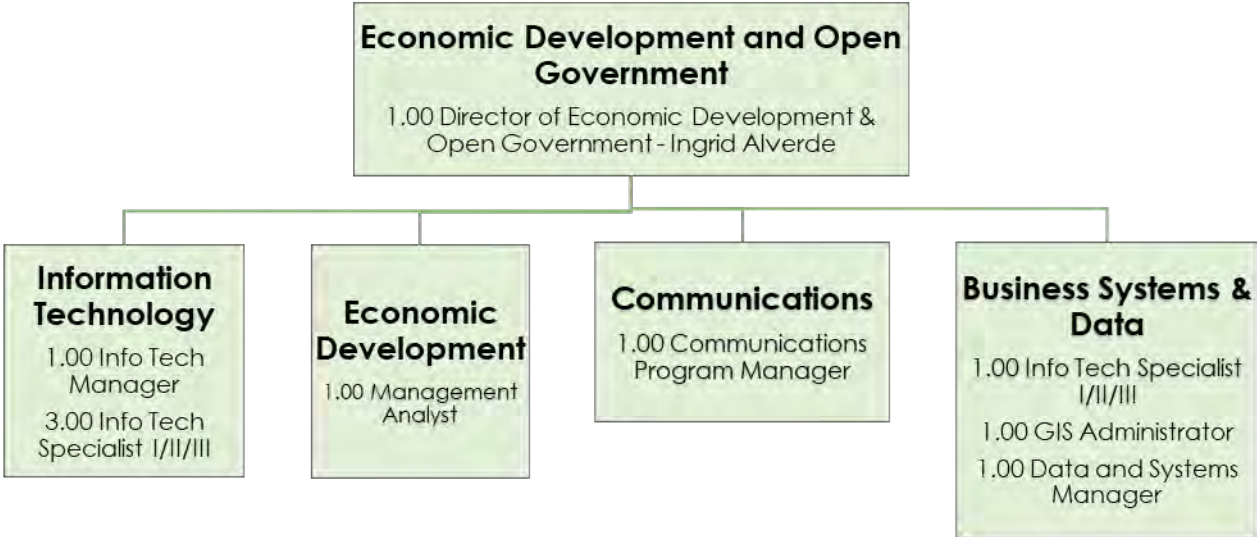 Economic Development and Open
Government
1.00 Director of Economic Development &
Open Government - Ingrid Alverde
Information
Technology
1.00 Info Tech
Manager
3.00 Info Tech
Specialist I/II/III
Economic
Development
1.00 Management
Analyst
Communications
1.00 Communications
Program Manager
Business Systems &
Data
1.00 Info Tech Specialist
I/II/III
1.00 GIS Administrator
1.00 Data and Systems
Manager